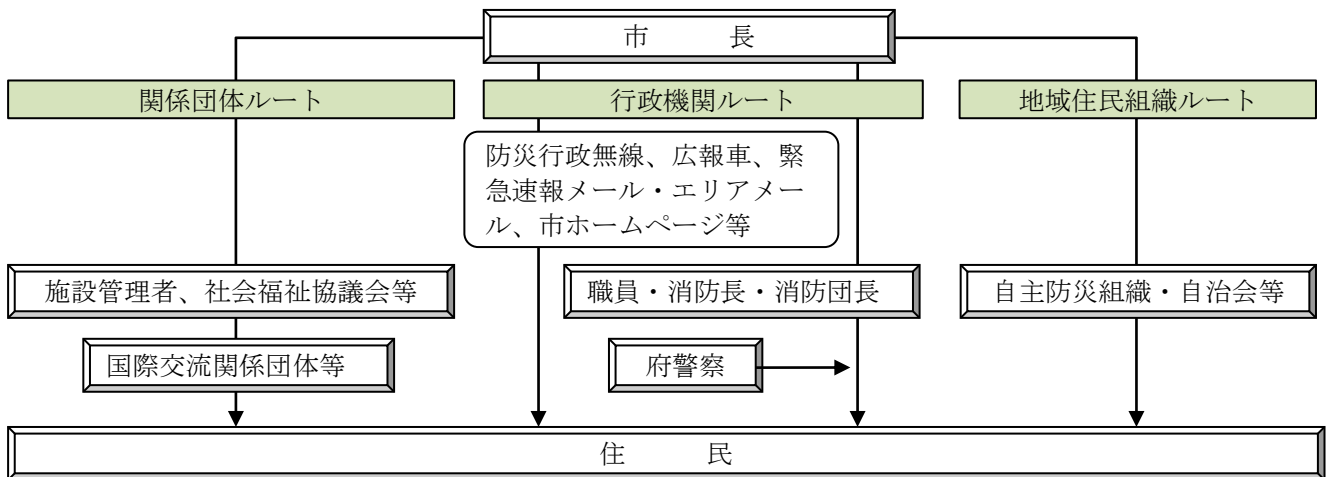 市　　　長
関係団体ルート
行政機関ルート
地域住民組織ルート
防災行政無線、広報車、緊
急速報メール・エリアメー
ル、市ホームページ等
施設管理者、社会福祉協議会等
職員・消防長・消防団長
自主防災組織・自治会等
国際交流関係団体等
府警察
住　　　民